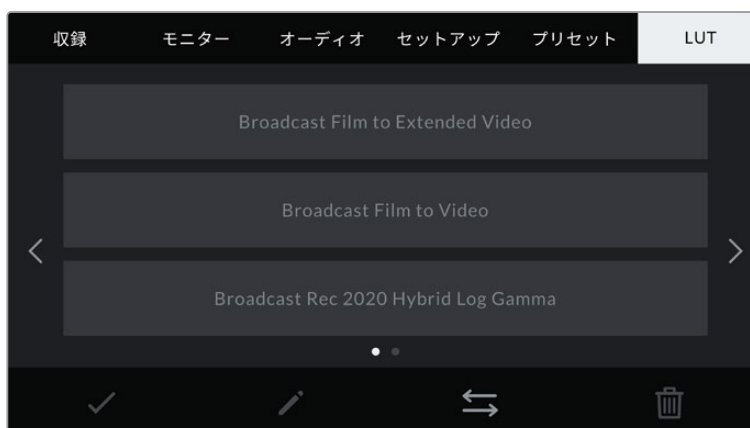 収録 モニター オーディオ セットアップ プリセット LUT
Broadcast Film to Extended Video
Broadcast Film to Video
Broadcast Rec 2020 Hybrid Log Gamma